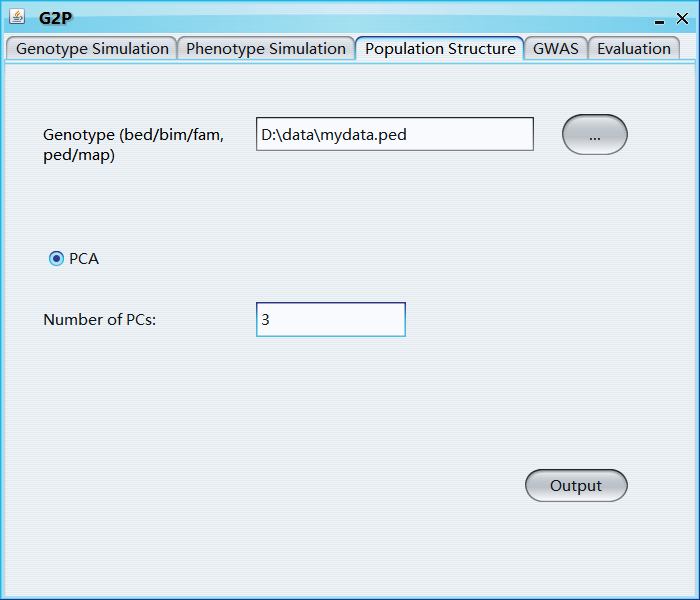 G2P
Genotype Simulation Phenotype Simulation Population Structure GWAS Evaluation
Genotype (bed/bim/fam,
ped/map)
D:\data\mydata.ped
...
PCA
Number of PCs:
3
Output